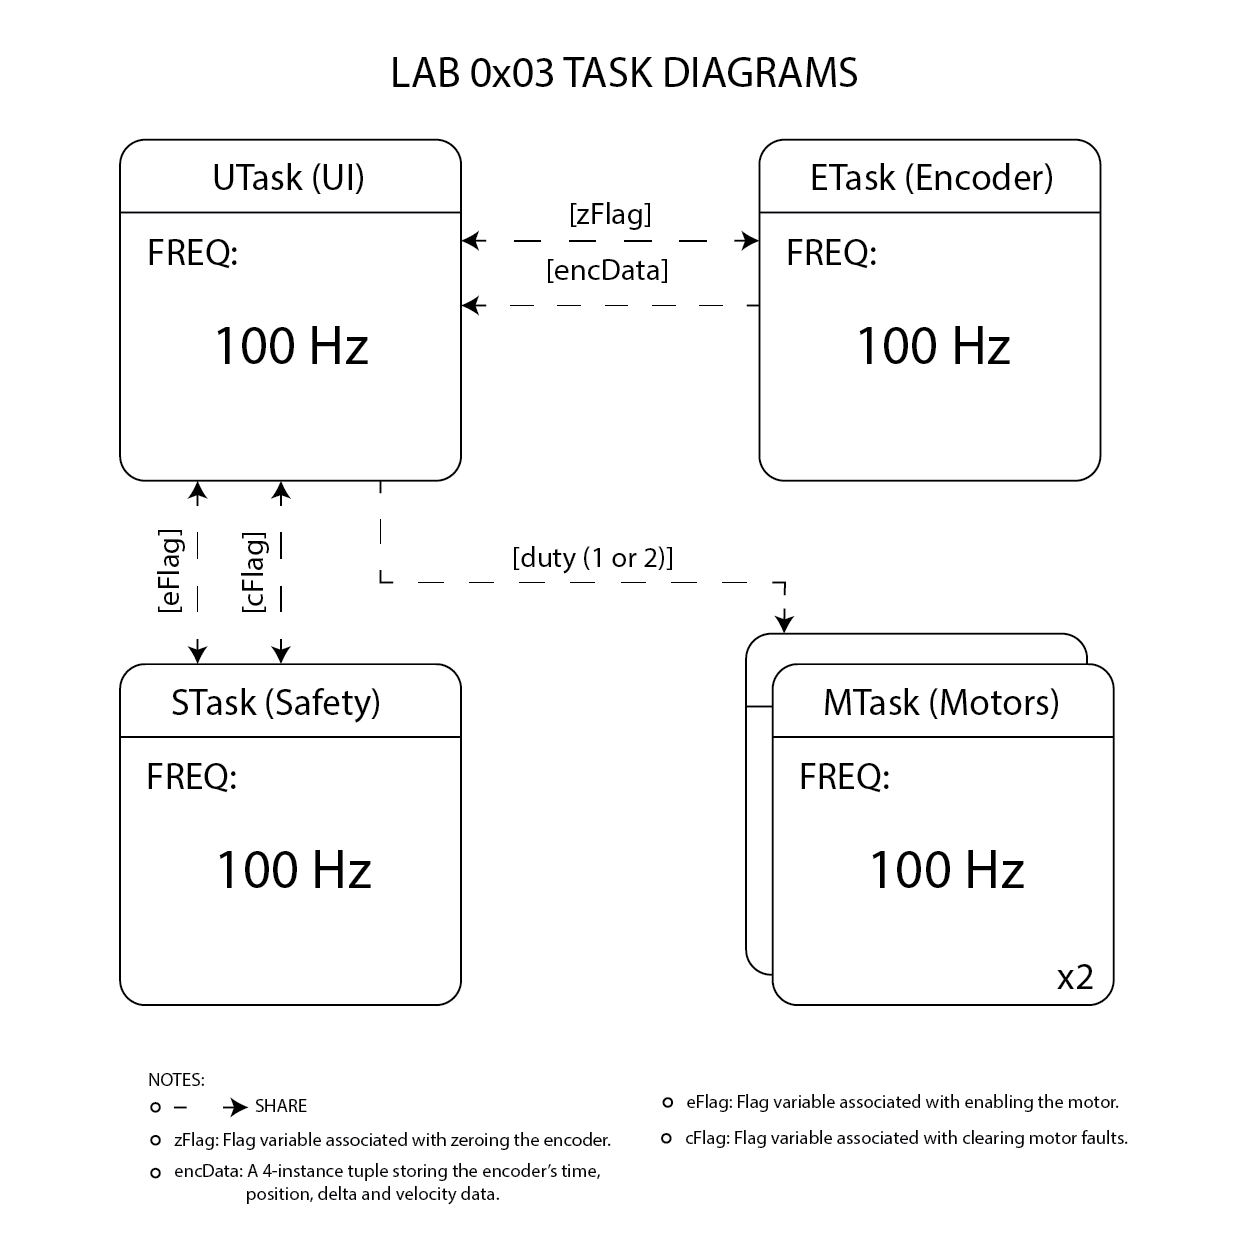 LAB 0x03 TASK DIAGRAMS
UTask (UI)
FREQ:
100 Hz
[zFlag]
[encData]
ETask (Encoder)
FREQ:
100 Hz
[eFlag]
[cFlag]
[duty (1 or 2)]
STask (Safety)
FREQ:
100 Hz
MTask (Motors)
FREQ:
100 Hz
x2
NOTES:
SHARE
zFlag: Flag variable associated with zeroing the encoder.
encData: A 4-instance tuple storing the encoder’s time,
position, delta and velocity data.
eFlag: Flag variable associated with enabling the motor.
cFlag: Flag variable associated with clearing motor faults.